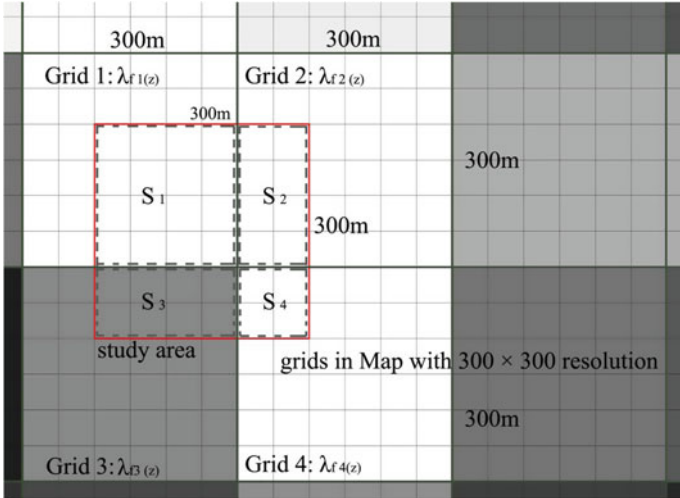 300m 300m
Grid 1: λf 1(z) Grid 2: λf 2 (z)
300m
300m
S 1 S 2
300m
S 3 S 4
study area
grids in Map with 300 × 300 resolution
300m
Grid 3: λf3 (z) Grid 4: λf 4(z)